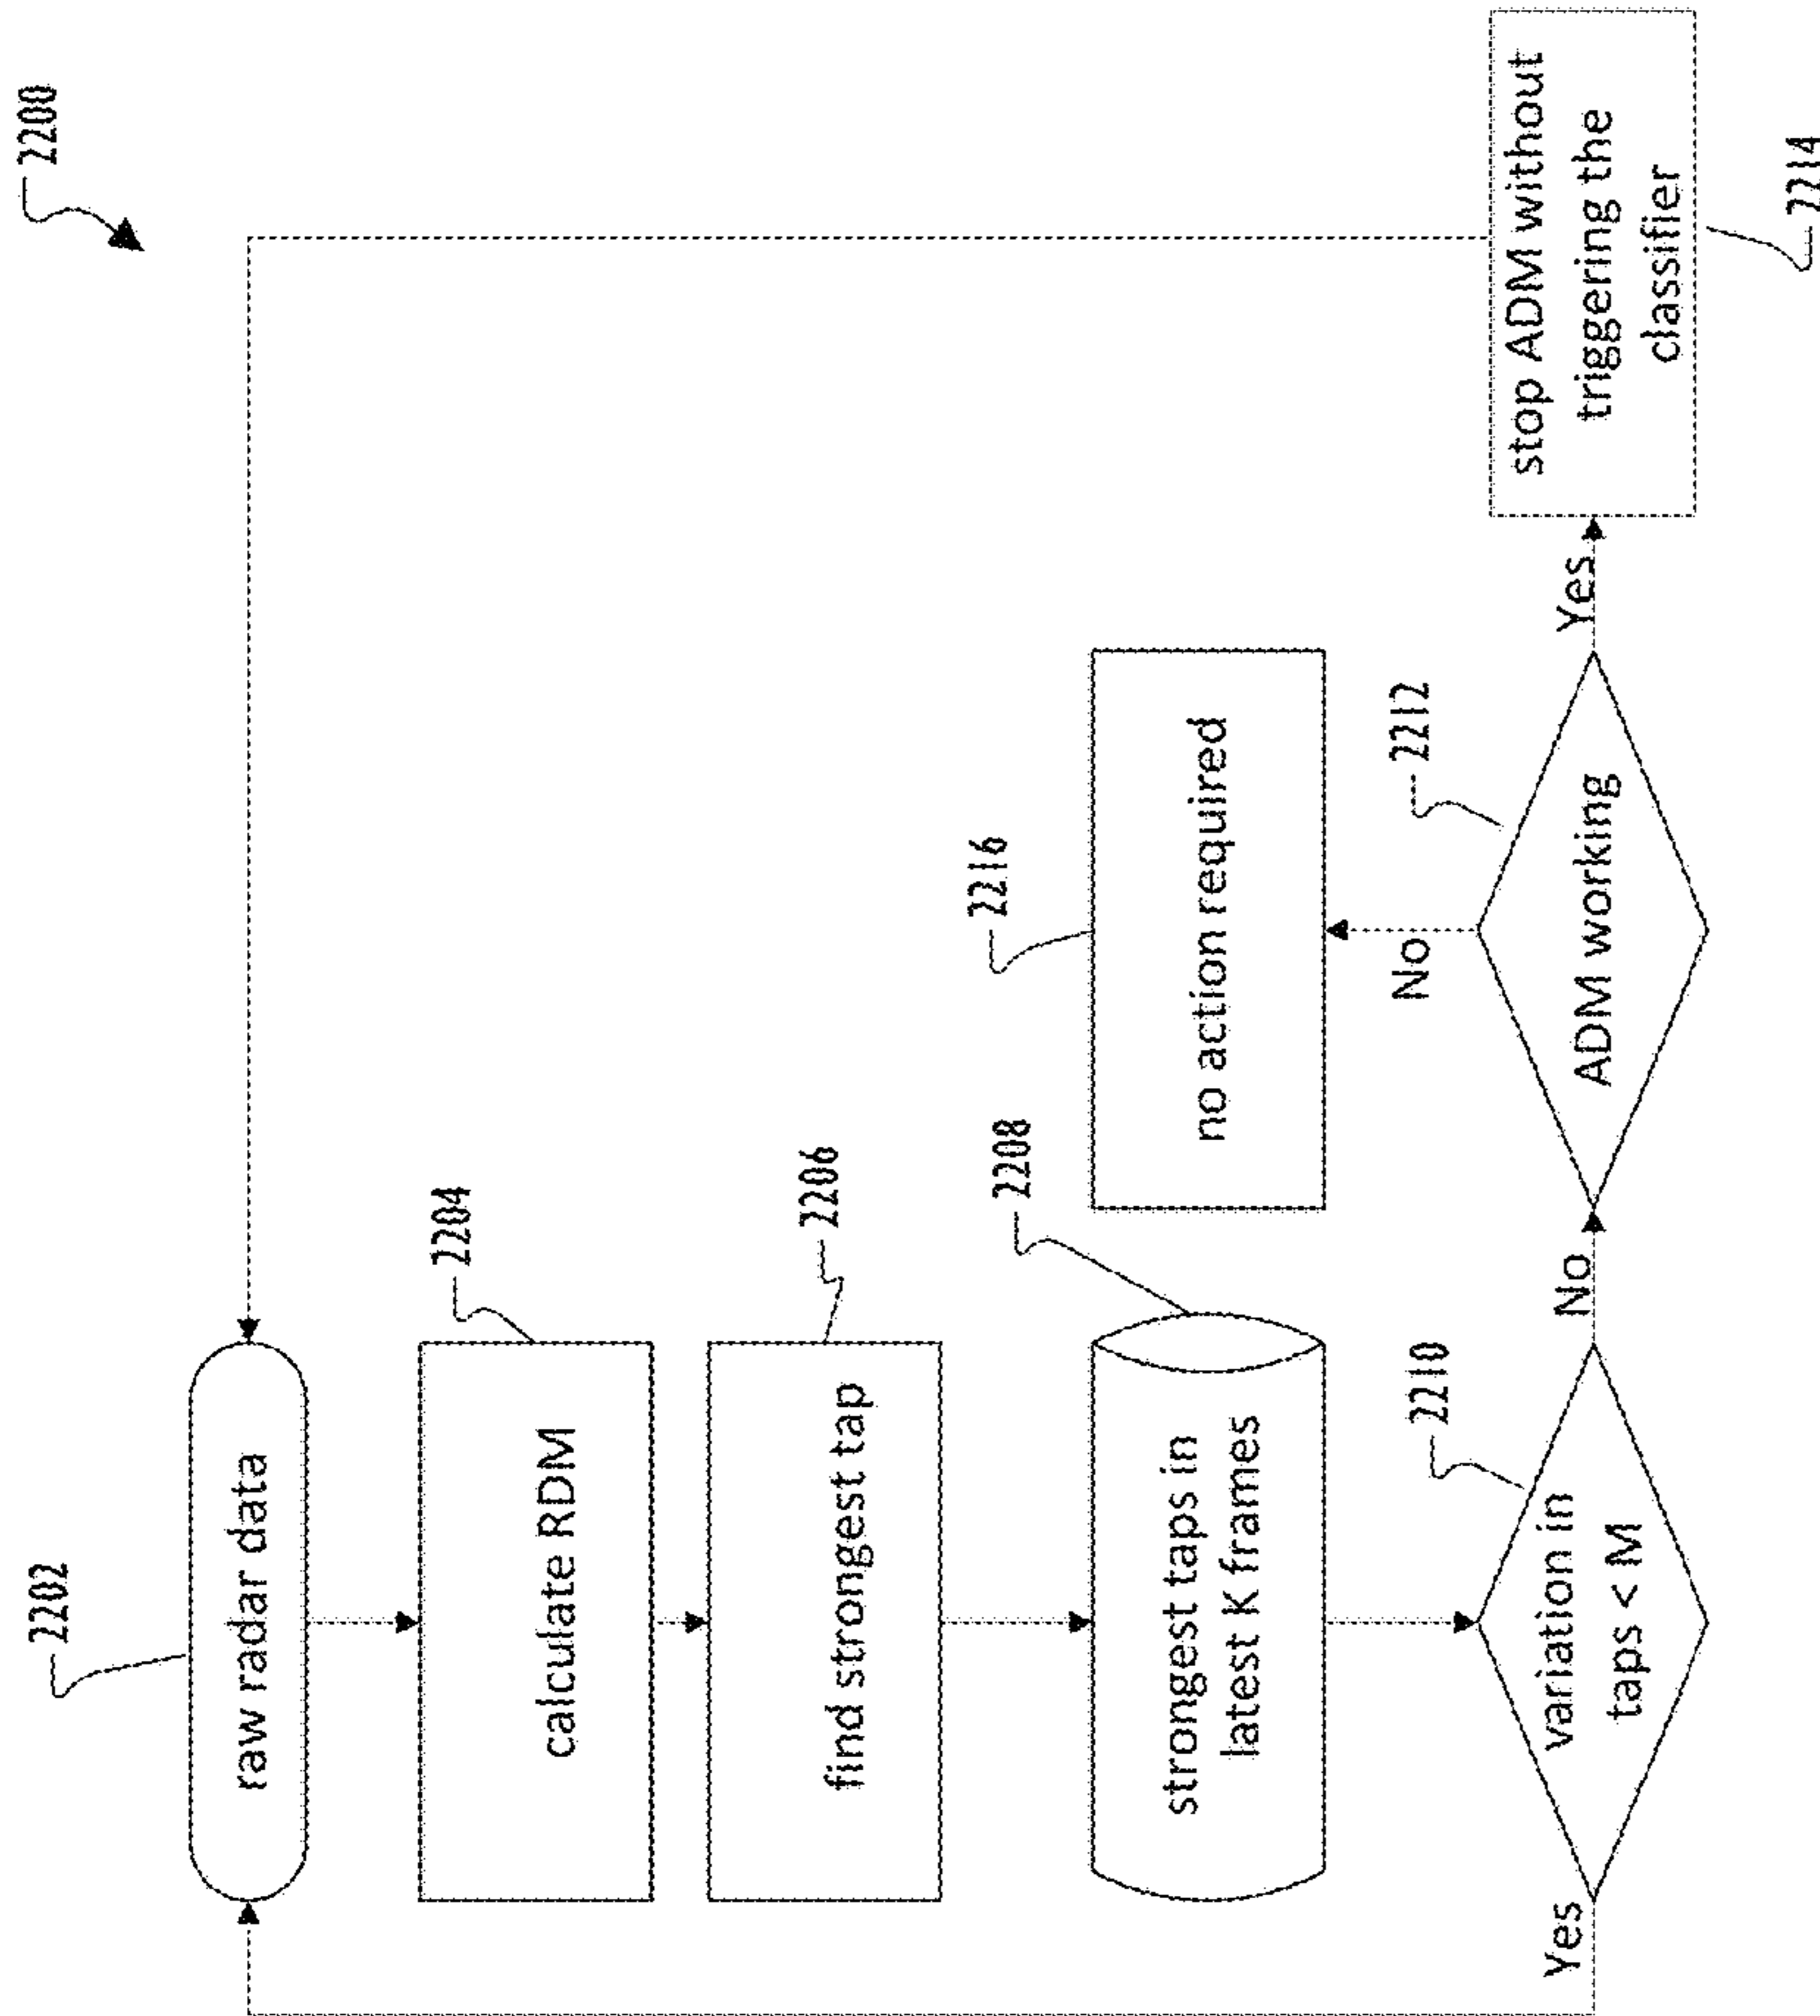 2200
2202
raw radar data
2204
calculate RDM
2206
find strongest tap
2208
strongest taps in
latest K frames
2210
variation in
taps < M
Yes
No
2212
ADM working
No
2216
no action required
Yes
stop ADM without
triggering the
classifier
2214